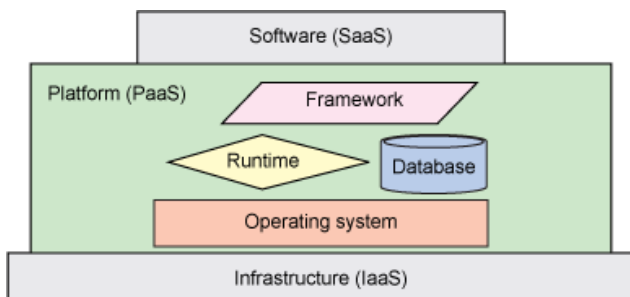 Software (SaaS)
Platform (PaaS)
Framework
Runtime
Database
Operating system
Infrastructure (IaaS)